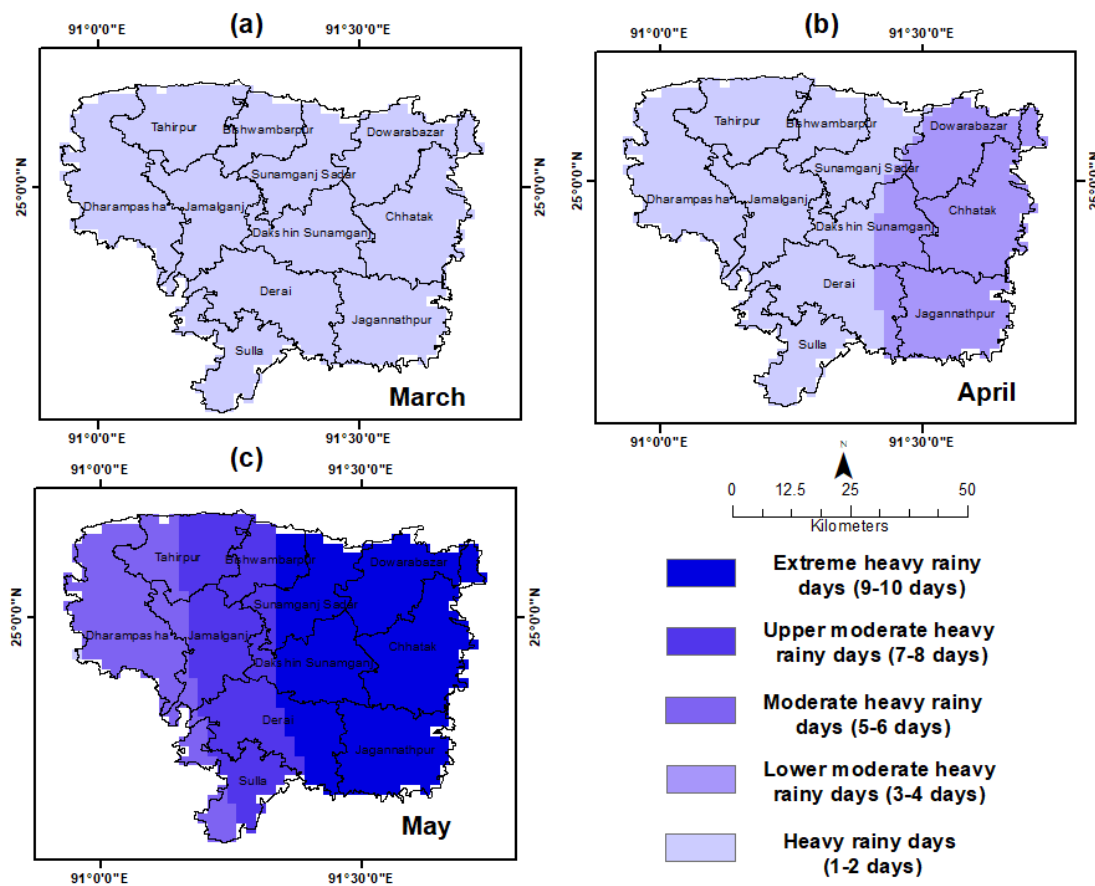 (a)
91°0'0"E
91°30'0"E
25°0'0"N
25°0'0"N
Tahirpur
Bishwambarpur
Dowarabazar
Sunamganj Sadar
Dharampasha
Jamalganj
Chhatak
Dakshin Sunamganj
Derai
Jagannathpur
Sulla
March
91°0'0"E
91°30'0"E
(b)
91°0'0"E
91°30'0"E
25°0'0"N
25°0'0"N
Tahirpur
Bishwambarpur
Dowarabazar
Sunamganj Sadar
Dharampasha
Jamalganj
Chhatak
Dakshin Sunamganj
Derai
Jagannathpur
Sulla
April
91°0'0"E
91°30'0"E
(c)
91°0'0"E
91°30'0"E
25°0'0"N
25°0'0"N
Tahirpur
Bishwambarpur
Dowarabazar
Sunamganj Sadar
Dharampasha
Jamalganj
Chhatak
Dakshin Sunamganj
Derai
Jagannathpur
Sulla
May
91°0'0"E
91°30'0"E
N
0 12.5 25 50
Kilometers
Extreme heavy rainy
days (9-10 days)
Upper moderate heavy
rainy days (7-8 days)
Moderate heavy rainy
days (5-6 days)
Lower moderate heavy
rainy days (3-4 days)
Heavy rainy days
(1-2 days)